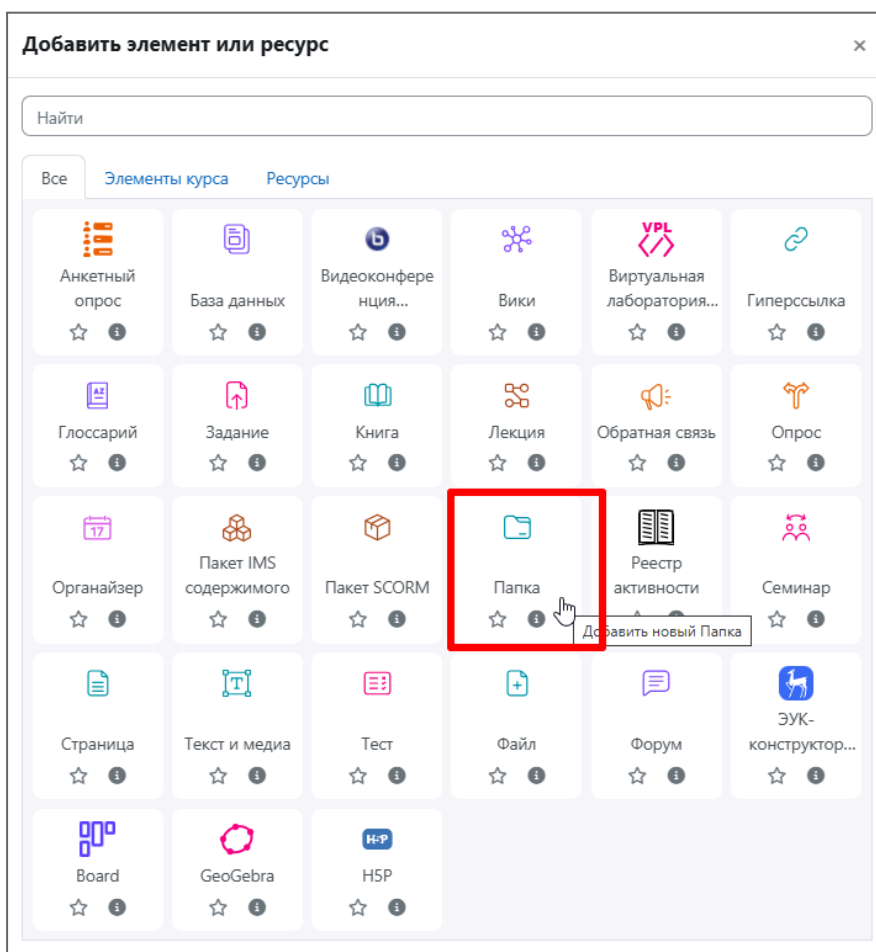 Добавить элемент или ресурс
Найти
Все Элементы курса Ресурсы
Анкетный
опрос
База данных
Видеоконфере
нция...
Вики
VPL
Виртуальная
лаборатория...
Гиперссылка
AZ
Глоссарий
Задание
Книга
Лекция
Обратная связь
Опрос
17
Органайзер
Пакет IMS
содержимого
Пакет SCORM
Папка
Реестр
активности
Семинар
Добавить новый Папка
Страница
Текст и медиа
Тест
Файл
Форум
ЭУК-
конструктор...
Board
GeoGebra
H5P
H5P